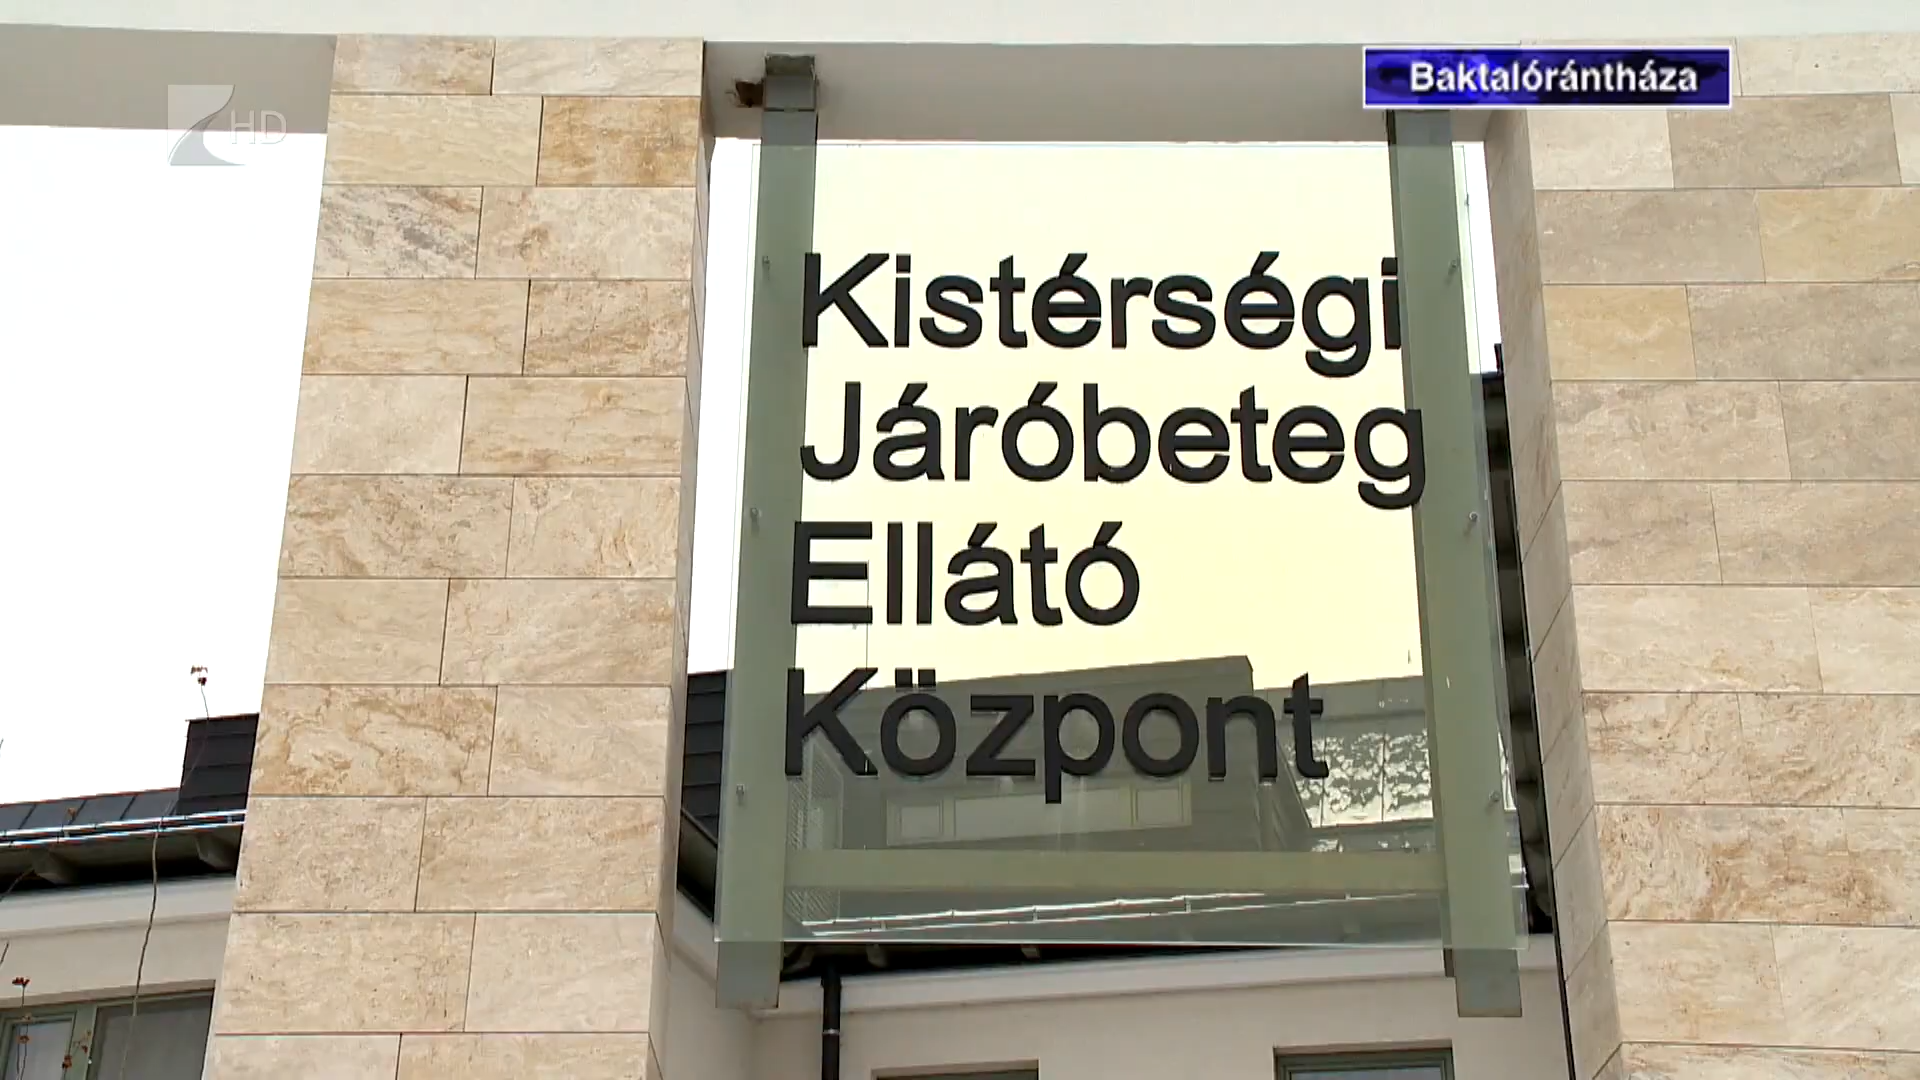 HD
Baktalórántháza
Kistérségi
Járóbeteg
Ellátó
Központ